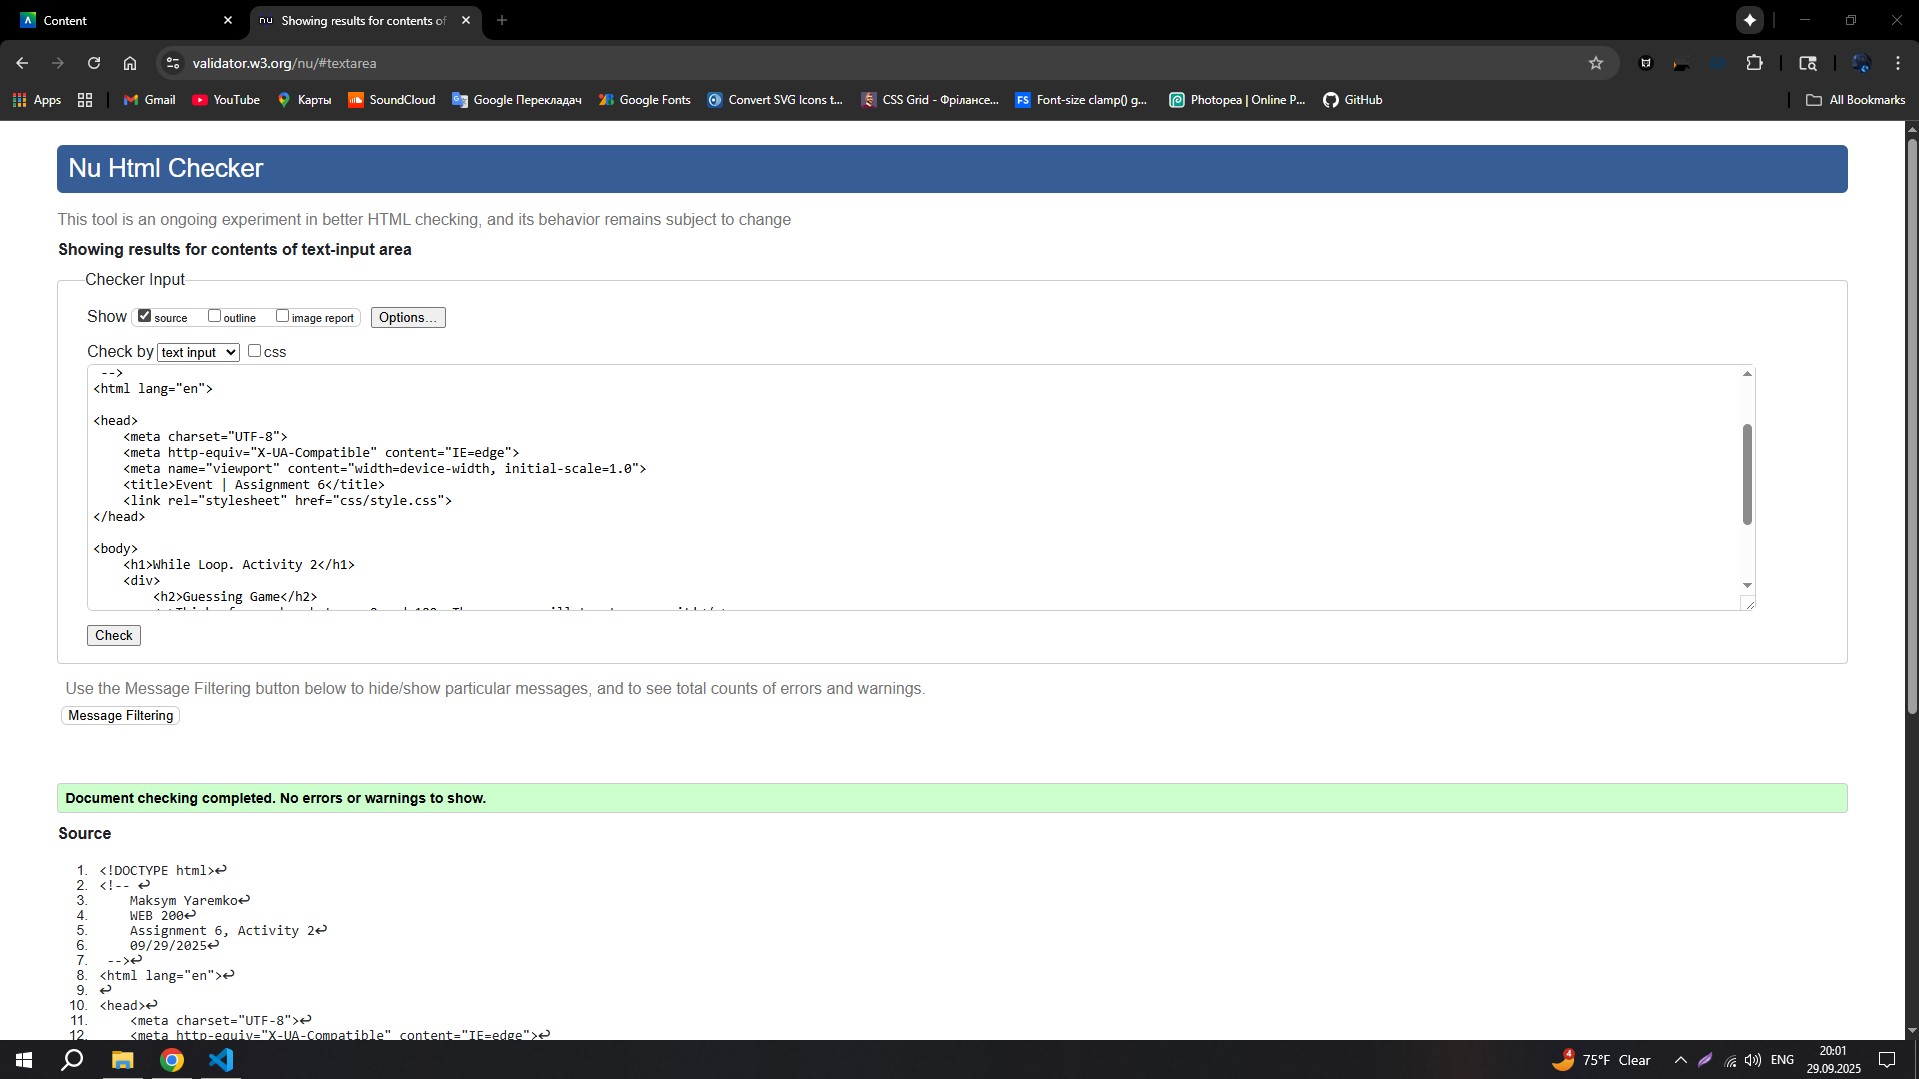 Content
nu Showing results for contents of
validator.w3.org/nu/#textarea
Apps Gmail YouTube Карты SoundCloud Google Перекладач Google Fonts Convert SVG Icons t... CSS Grid - Фрілансе... FS Font-size clamp() g... Photopea | Online P... GitHub All Bookmarks
Nu Html Checker
This tool is an ongoing experiment in better HTML checking, and its behavior remains subject to change
Showing results for contents of text-input area
Checker Input
Show source outline image report Options...
Check by text input css
-->
<html lang="en">
<head>
<meta charset="UTF-8">
<meta http-equiv="X-UA-Compatible" content="IE=edge">
<meta name="viewport" content="width=device-width, initial-scale=1.0">
<title>Event | Assignment 6</title>
<link rel="stylesheet" href="css/style.css">
</head>
<body>
<h1>While Loop. Activity 2</h1>
<div>
<h2>Guessing Game</h2>
Check
Use the Message Filtering button below to hide/show particular messages, and to see total counts of errors and warnings.
Message Filtering
Document checking completed. No errors or warnings to show.
Source
1. <!DOCTYPE html>↩
2. <!-- ↩
3. Maksym Yaremko↩
4. WEB 200↩
5. Assignment 6, Activity 2↩
6. 09/29/2025↩
7. -->↩
8. <html lang="en">↩
9. ↩
10. <head>↩
11. <meta charset="UTF-8">↩
12. <meta http-equiv="X-UA-Compatible" content="IE=edge">↩
4 75°F Clear ENG 20:01
29.09.2025